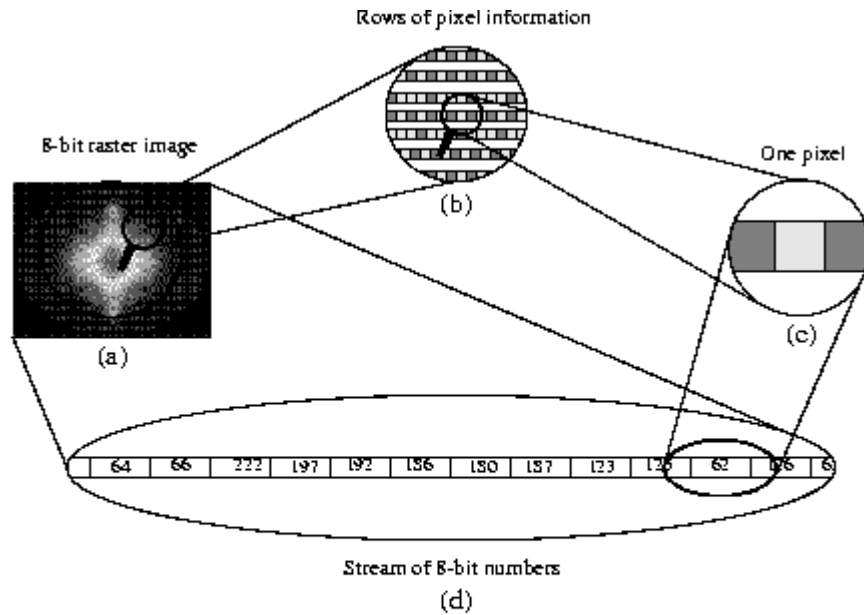 Rows of pixel information
8-bit raster image
One pixel
(b)
(a)
(c)
64 66 222 197 192 186 180 187 123 62
Stream of 8-bit numbers
(d)